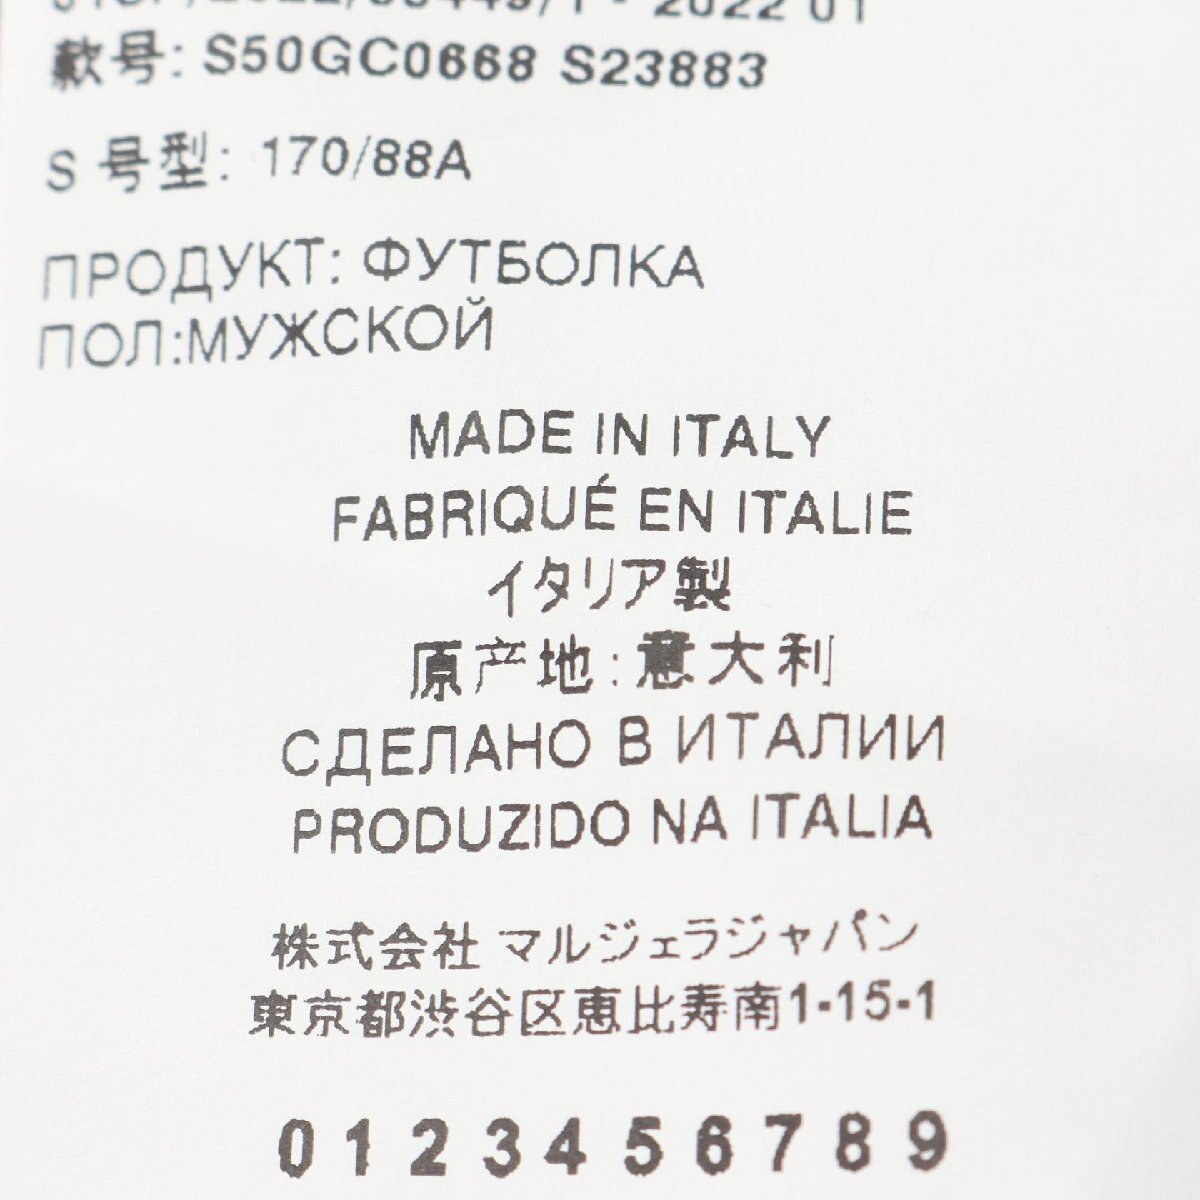 款号: S50GC0668 S23883
S 号型: 170/88A
ПРОДУКТ: ФУТБОЛКА
ПОЛ:МУЖСКОЙ
MADE IN ITALY
FABRIQUÉ EN ITALIE
イタリア製
原产地: 意大利
СДЕЛАНО В ИТАЛИИ
PRODUZIDO NA ITALIA
株式会社 マルジェラジャパン
東京都渋谷区恵比寿南1-15-1
0 1 2 3 4 5 6 7 8 9